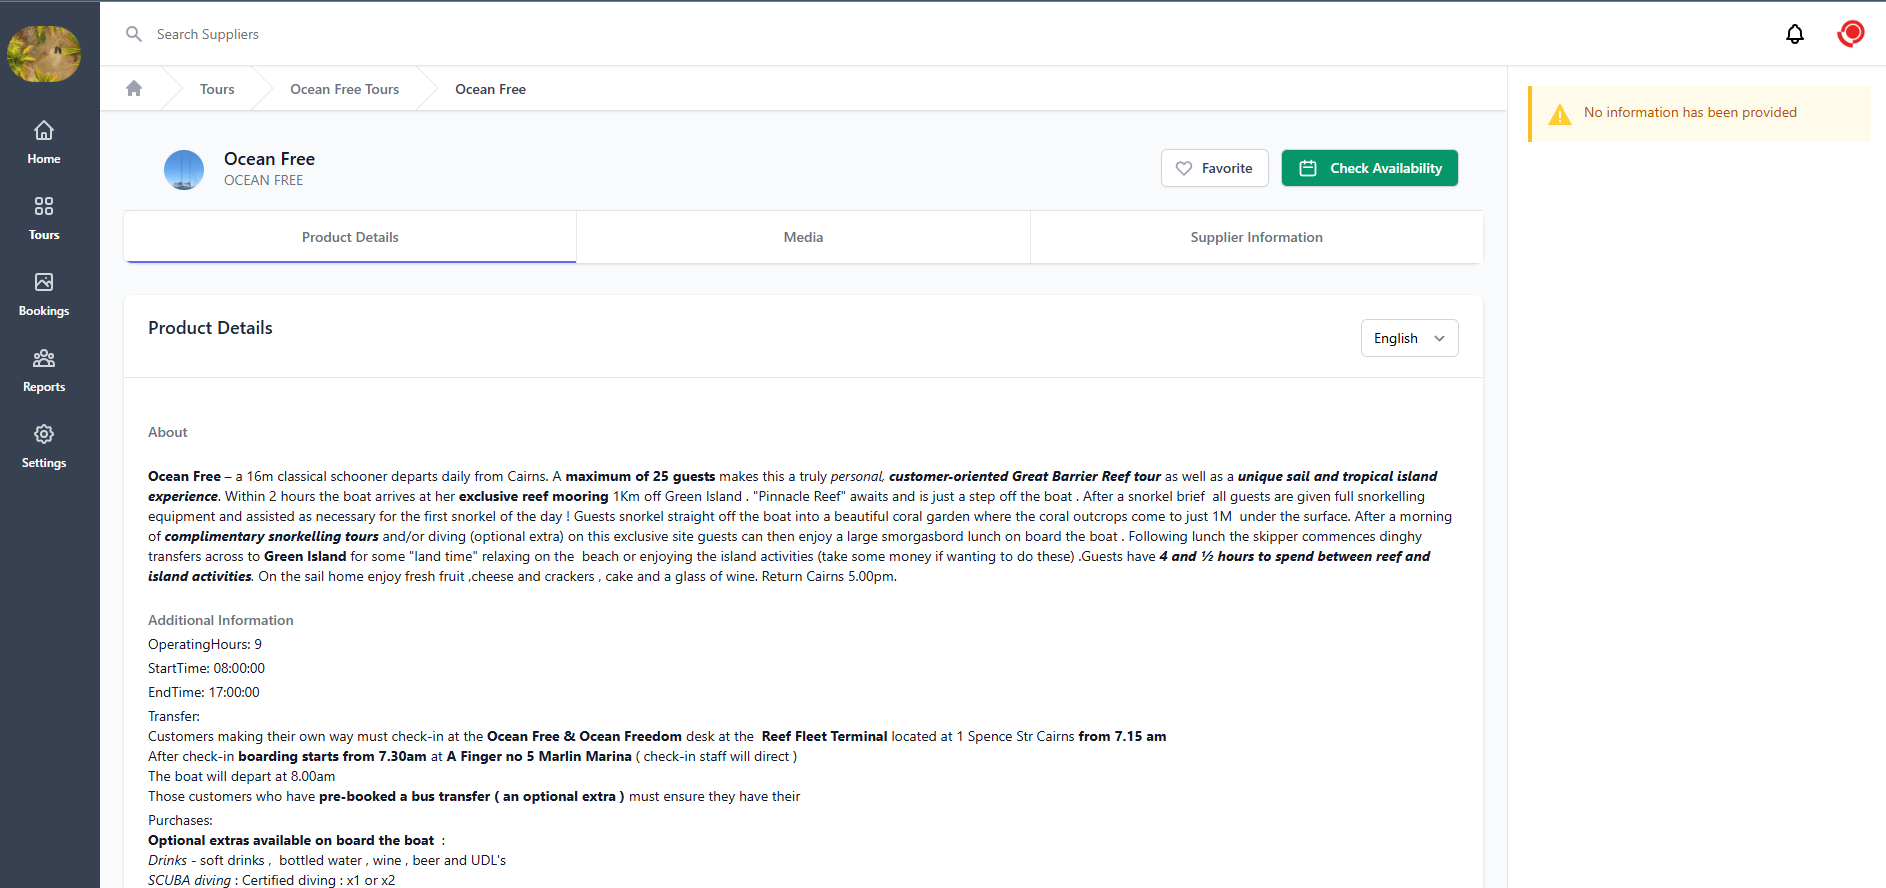 Search Suppliers
Home
Tours
Bookings
Reports
Settings
Tours
Ocean Free Tours
Ocean Free
No information has been provided
Ocean Free
OCEAN FREE
Favorite
Check Availability
Product Details
Media
Supplier Information
Product Details
English
About
Ocean Free – a 16m classical schooner departs daily from Cairns. A maximum of 25 guests makes this a truly personal, customer-oriented Great Barrier Reef tour as well as a unique sail and tropical island
experience. Within 2 hours the boat arrives at her exclusive reef mooring 1Km off Green Island . "Pinnacle Reef" awaits and is just a step off the boat . After a snorkel brief  all guests are given full snorkelling
equipment and assisted as necessary for the first snorkel of the day ! Guests snorkel straight off the boat into a beautiful coral garden where the coral outcrops come to just 1M  under the surface. After a morning
of complimentary snorkelling tours and/or diving (optional extra) on this exclusive site guests can then enjoy a large smorgasbord lunch on board the boat . Following lunch the skipper commences dinghy
transfers across to Green Island for some "land time" relaxing on the  beach or enjoying the island activities (take some money if wanting to do these) .Guests have 4 and ½ hours to spend between reef and
island activities. On the sail home enjoy fresh fruit ,cheese and crackers , cake and a glass of wine. Return Cairns 5.00pm.
Additional Information
OperatingHours: 9
StartTime: 08:00:00
EndTime: 17:00:00
Transfer:
Customers making their own way must check-in at the Ocean Free & Ocean Freedom desk at the  Reef Fleet Terminal located at 1 Spence Str Cairns from 7.15 am
After check-in boarding starts from 7.30am at A Finger no 5 Marlin Marina ( check-in staff will direct )
The boat will depart at 8.00am
Those customers who have pre-booked a bus transfer ( an optional extra ) must ensure they have their
Purchases:
Optional extras available on board the boat  :
Drinks - soft drinks ,  bottled water , wine , beer and UDL's
SCUBA diving : Certified diving : x1 or x2